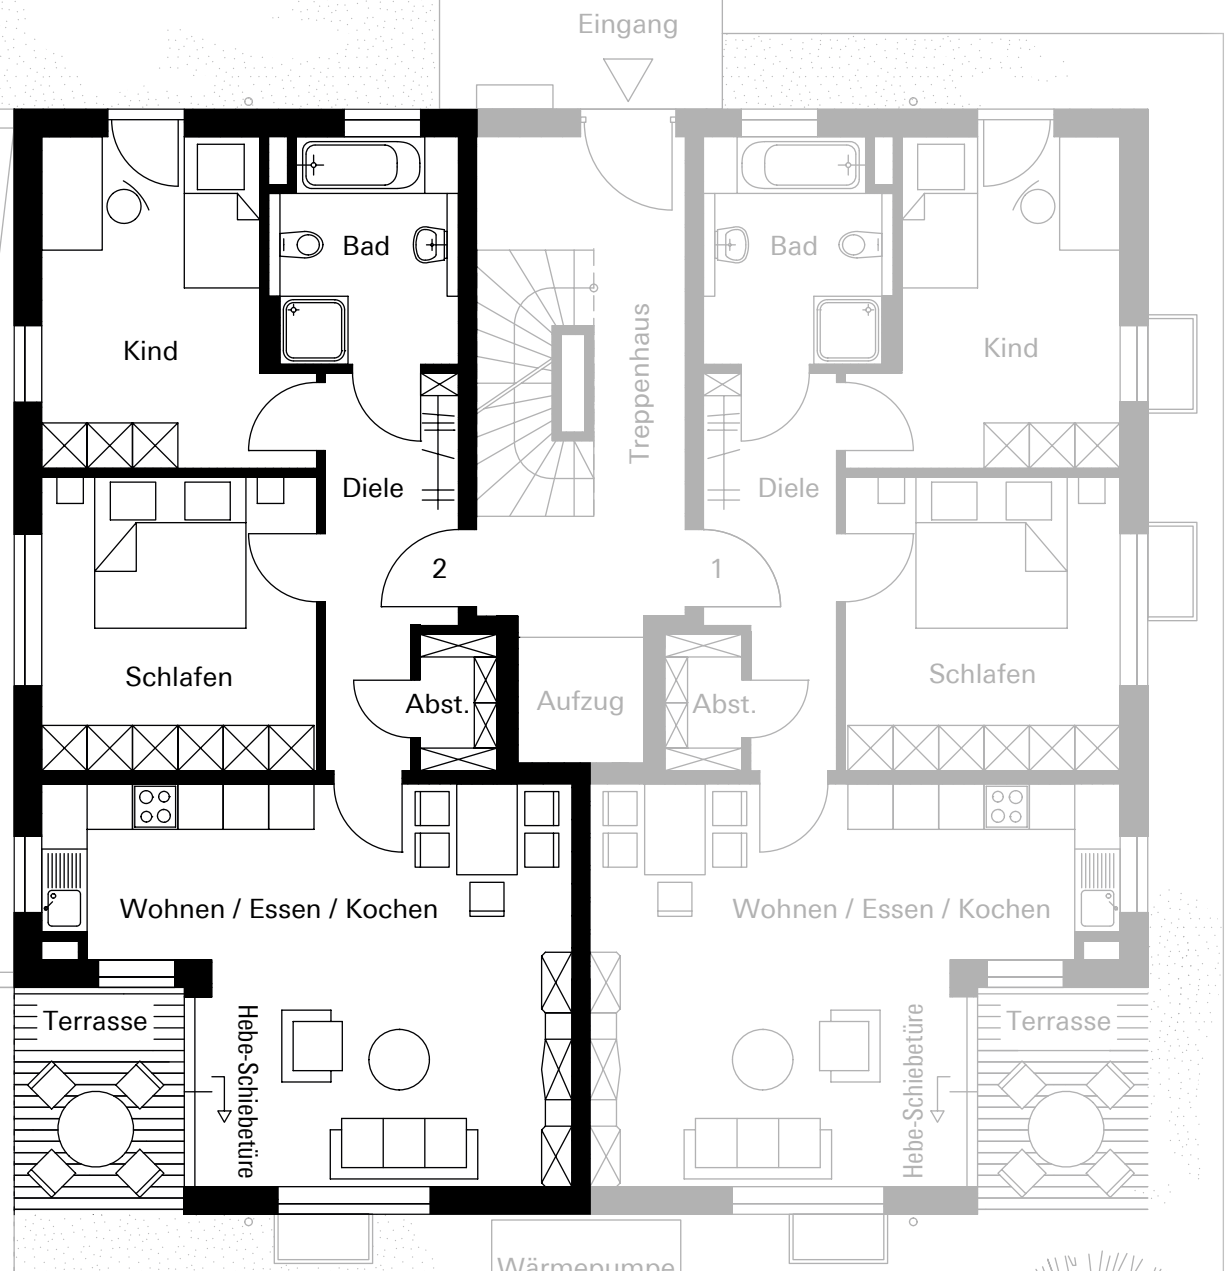 Eingang
Bad
Bad
Kind
Kind
Treppenhaus
Diele
Diele
2
1
Schlafen
Schlafen
Abst.
Aufzug
Abst.
Wohnen / Essen / Kochen
Wohnen / Essen / Kochen
Terrasse
Hebe-Schiebetüre
Hebe-Schiebetüre
Terrasse
Wärmepumpe